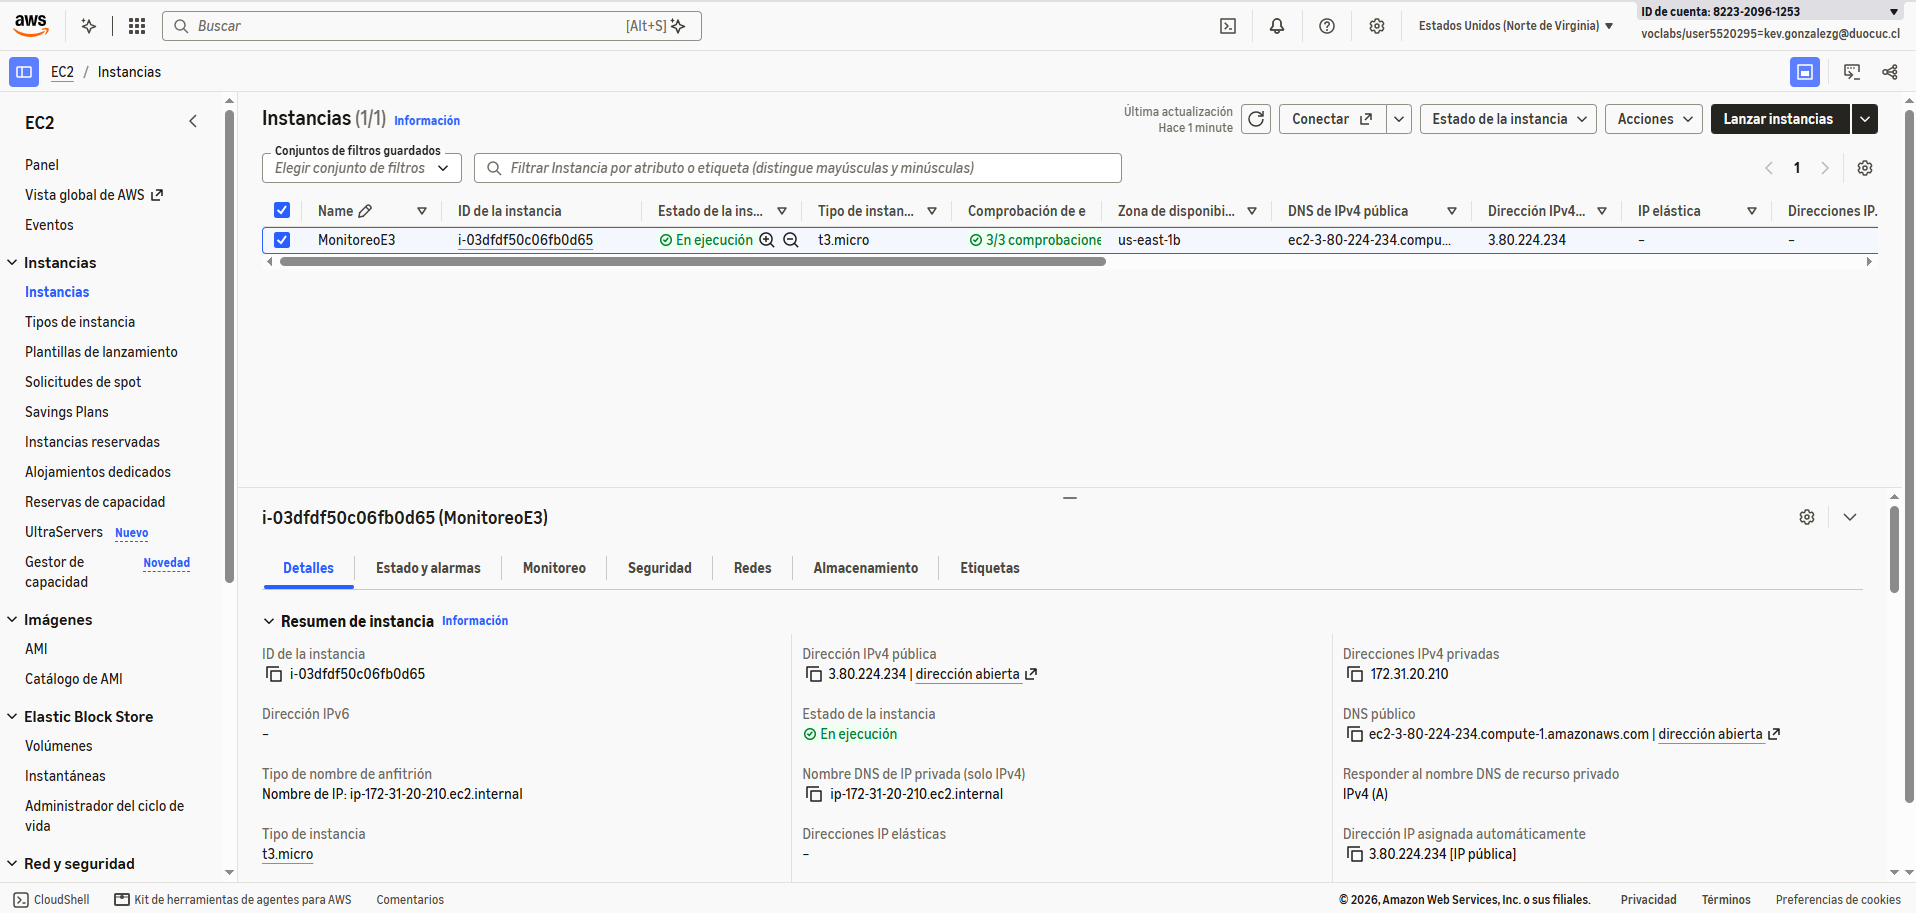 aws
Buscar
[Alt+S]
Estados Unidos (Norte de Virginia)
ID de cuenta: 8223-2096-1253
voclabs/user5520295=kev.gonzalezg@duocuc.cl
EC2 / Instancias
EC2
Panel
Vista global de AWS
Eventos
Instancias
Instancias
Tipos de instancia
Plantillas de lanzamiento
Solicitudes de spot
Savings Plans
Instancias reservadas
Alojamientos dedicados
Reservas de capacidad
UltraServers Nuevo
Gestor de capacidad Novedad
Imágenes
AMI
Catálogo de AMI
Elastic Block Store
Volúmenes
Instantáneas
Administrador del ciclo de vida
Red y seguridad
Instancias (1/1) Información
Última actualización
Hace 1 minute
Conectar
Estado de la instancia
Acciones
Lanzar instancias
Conjuntos de filtros guardados
Elegir conjunto de filtros
Filtrar Instancia por atributo o etiqueta (distingue mayúsculas y minúsculas)
1
Name ID de la instancia Estado de la ins... Tipo de instan... Comprobación de e Zona de disponibi... DNS de IPv4 pública Dirección IPv4... IP elástica Direcciones IP.
MonitoreoE3 i-03dfdf50c06fb0d65 En ejecución t3.micro 3/3 comprobacione us-east-1b ec2-3-80-224-234.compu... 3.80.224.234 – –
i-03dfdf50c06fb0d65 (MonitoreoE3)
Detalles Estado y alarmas Monitoreo Seguridad Redes Almacenamiento Etiquetas
Resumen de instancia Información
ID de la instancia
i-03dfdf50c06fb0d65
Dirección IPv4 pública
3.80.224.234 | dirección abierta
Direcciones IPv4 privadas
172.31.20.210
Dirección IPv6
–
Estado de la instancia
En ejecución
DNS público
ec2-3-80-224-234.compute-1.amazonaws.com | dirección abierta
Tipo de nombre de anfitrión
Nombre de IP: ip-172-31-20-210.ec2.internal
Nombre DNS de IP privada (solo IPv4)
ip-172-31-20-210.ec2.internal
Responder al nombre DNS de recurso privado
IPv4 (A)
Tipo de instancia
t3.micro
Direcciones IP elásticas
–
Dirección IP asignada automáticamente
3.80.224.234 [IP pública]
CloudShell
Kit de herramientas de agentes para AWS
Comentarios
© 2026, Amazon Web Services, Inc. o sus filiales.
Privacidad
Términos
Preferencias de cookies